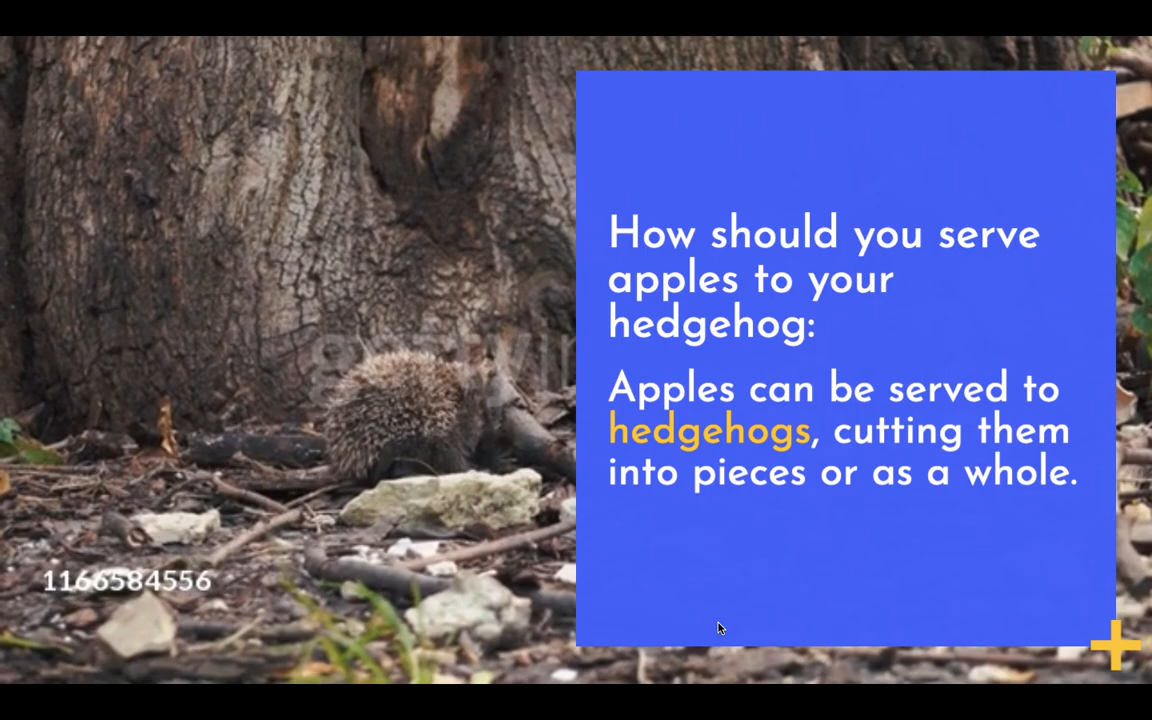 How should you serve
apples to your
hedgehog:
Apples can be served to
hedgehogs, cutting them
into pieces or as a whole.
1166584556